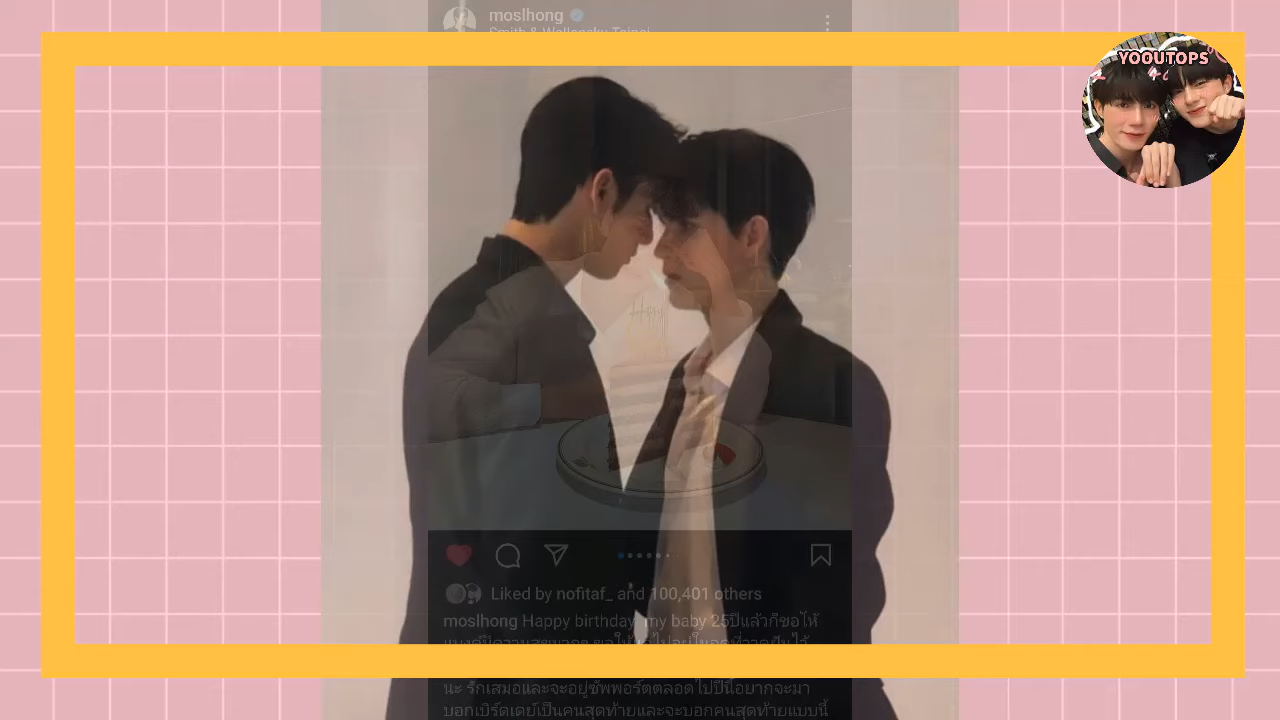 moslhong
Smith & Wollensky Taipei
YOOUTOPS
Happy
Liked by nofitaf_ and 100,401 others
moslhong Happy birthday my baby 25ปีแล้วก็ขอให้
นะ รักเสมอและจะอยู่ซัพพอร์ตตลอดไปปีนี้อยากจะมา
บอกเบิร์ดเดย์เป็นคนสุดท้ายและจะบอกคนสุดท้ายแบบนี้